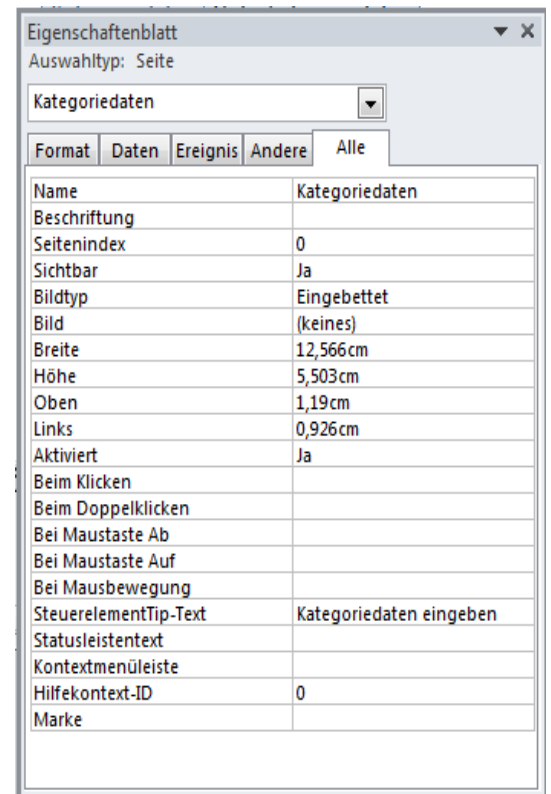 Eigenschaftenblatt
Auswahltyp: Seite
Kategoriedaten
Format Daten Ereignis Andere Alle
Name Kategoriedaten
Beschriftung
Seitenindex 0
Sichtbar Ja
Bildtyp Eingebettet
Bild (keines)
Breite 12,566cm
Höhe 5,503cm
Oben 1,19cm
Links 0,926cm
Aktiviert Ja
Beim Klicken
Beim Doppelklicken
Bei Maustaste Ab
Bei Maustaste Auf
Bei Mausbewegung
SteuerelementTip-Text Kategoriedaten eingeben
Statusleistentext
Kontextmenüleiste
Hilfekontext-ID 0
Marke